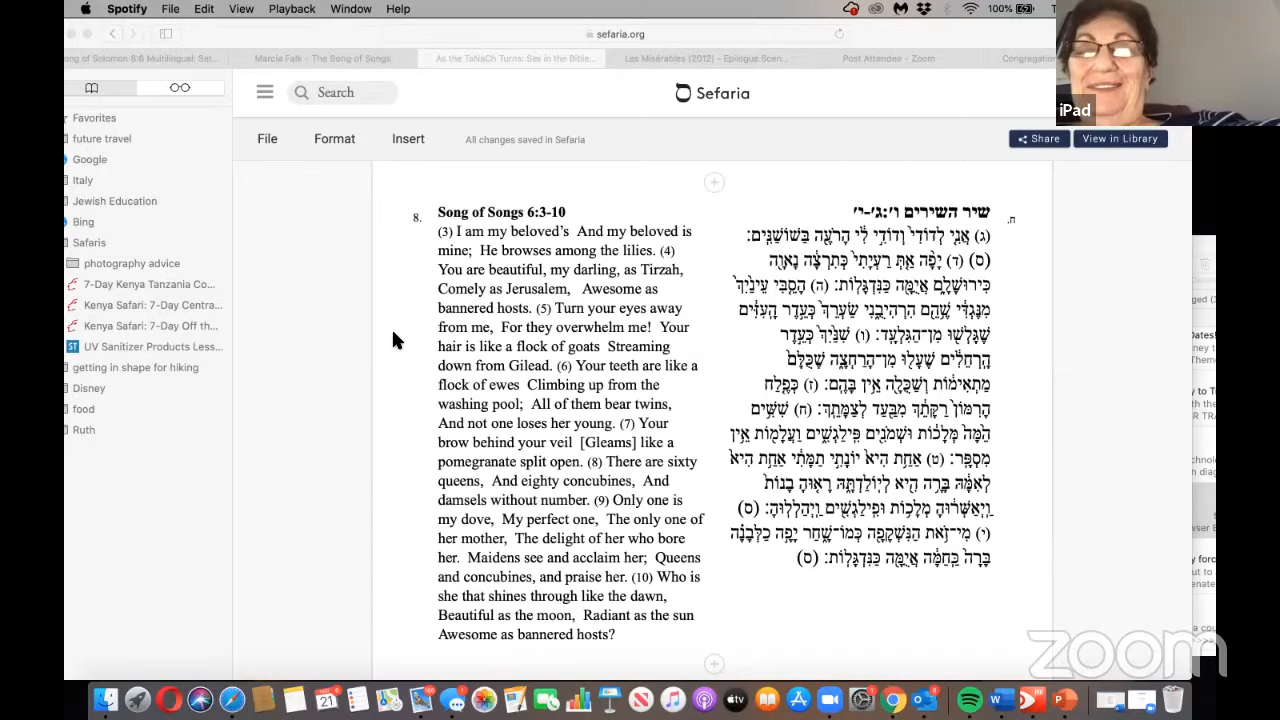 Spotify File Edit View Playback Window Help
100%
sefaria.org
ong of Solomon 8:6 Multilingual: Sat...
Marcia Falk - The Song of Songs
As the TaNaCh Turns: Sex in the Bible...
Les Misérables (2012) - Epilogue Scen...
Post Attendee - Zoom
Congregation
Search
Sefaria
iPad
File Format Insert All changes saved in Sefaria
Share View in Library
Favorites
future travel
Google
Italy
Jewish Education
Bing
Safaris
photography advice
7-Day Kenya Tanzania Co...
Kenya Safari: 7-Day Centra...
Kenya Safari: 7-Day Off th...
UV Sanitizer Products Less...
getting in shape for hiking
Disney
food
Ruth
8.
Song of Songs 6:3-10
(3) I am my beloved’s And my beloved is
mine; He browses among the lilies. (4)
You are beautiful, my darling, as Tirzah,
Comely as Jerusalem, Awesome as
bannered hosts. (5) Turn your eyes away
from me, For they overwhelm me! Your
hair is like a flock of goats Streaming
down from Gilead. (6) Your teeth are like a
flock of ewes Climbing up from the
washing pool; All of them bear twins,
And not one loses her young. (7) Your
brow behind your veil [Gleams] like a
pomegranate split open. (8) There are sixty
queens, And eighty concubines, And
damsels without number. (9) Only one is
my dove, My perfect one, The only one of
her mother, The delight of her who bore
her. Maidens see and acclaim her; Queens
and concubines, and praise her. (10) Who is
she that shines through like the dawn,
Beautiful as the moon, Radiant as the sun
Awesome as bannered hosts?
ח.
שיר השירים ו׳:ג׳-י׳
(ג) אֲנִ֤י לְדוֹדִי֙ וְדוֹדִ֣י לִ֔י הָרֹעֶ֖ה בַּשּׁוֹשַׁנִּֽים׃
(ס) (ד) יָפָ֨ה אַ֤תְּ רַעְיָתִי֙ כְּתִרְצָ֔ה נָאוָ֖ה
כִּירוּשָׁלִָ֑ם אֲיֻמָּ֖ה כַּנִּדְגָּלֽוֹת׃ (ה) הָסֵ֤בִּי עֵינַ֙יִךְ֙
מִנֶּגְדִּ֔י שֶׁ֥הֵ֖ם הִרְהִיבֻ֑נִי שַׂעְרֵךְ֙ כְּעֵ֣דֶר הָֽעִזִּ֔ים
שֶׁגָּלְשׁ֖וּ מִן־הַגִּלְעָֽד׃ (ו) שִׁנַּ֙יִךְ֙ כְּעֵ֣דֶר
הָֽרְחֵלִ֔ים שֶׁעָל֖וּ מִן־הָרַחְצָ֑ה שֶׁכֻּלָּם֙
מַתְאִימ֔וֹת וְשַׁכֻּלָ֖ה אֵ֥ין בָּהֶֽם׃ (ז) כְּפֶ֤לַח
הָרִמּוֹן֙ רַקָּתֵ֔ךְ מִבַּ֖עַד לְצַמָּתֵֽךְ׃ (ח) שִׁשִּׁ֥ים
הֵ֙מָּה֙ מְּלָכ֔וֹת וּשְׁמֹנִ֖ים פִּֽילַגְשִׁ֑ים וַעֲלָמ֖וֹת אֵ֥ין
מִסְפָּֽר׃ (ט) אַחַ֥ת הִיא֙ יוֹנָתִ֣י תַמָּתִ֔י אַחַ֥ת הִיא֙
לְאִמָּ֔הּ בָּרָ֥ה הִ֖יא לְיֽוֹלַדְתָּ֑הּ רָא֤וּהָ בָנוֹת֙
וַֽיְאַשְּׁר֔וּהָ מְלָכ֥וֹת וּפִֽילַגְשִׁ֖ים וַֽיְהַלְלֽוּהָ׃ (ס)
(י) מִי־זֹ֥את הַנִּשְׁקָפָ֖ה כְּמוֹ־שָׁ֑חַר יָפָ֣ה כַלְּבָנָ֗ה
בָּרָה֙ כַּֽחַמָּ֔ה אֲיֻמָּ֖ה כַּנִּדְגָּלֽוֹת׃ (ס)
zoom